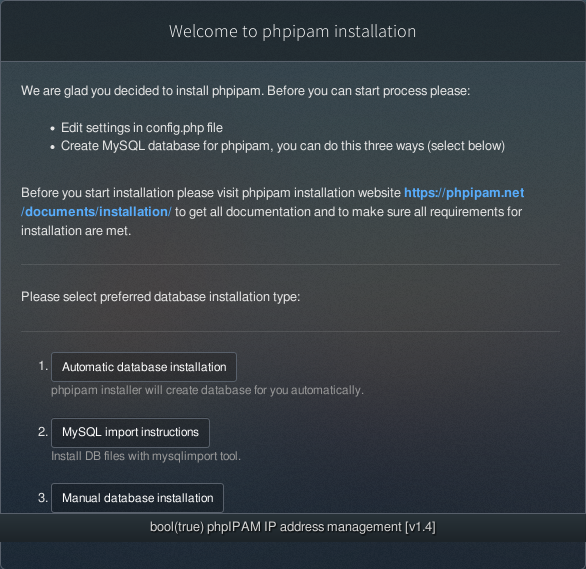 Welcome to phpipam installation
We are glad you decided to install phpipam. Before you can start process please:
• Edit settings in config.php file
• Create MySQL database for phpipam, you can do this three ways (select below)
Before you start installation please visit phpipam installation website https://phpipam.net
/documents/installation/ to get all documentation and to make sure all requirements for
installation are met.
Please select preferred database installation type:
1. Automatic database installation
phpipam installer will create database for you automatically.
2. MySQL import instructions
Install DB files with mysqlimport tool.
3. Manual database installation
bool(true) phpIPAM IP address management [v1.4]